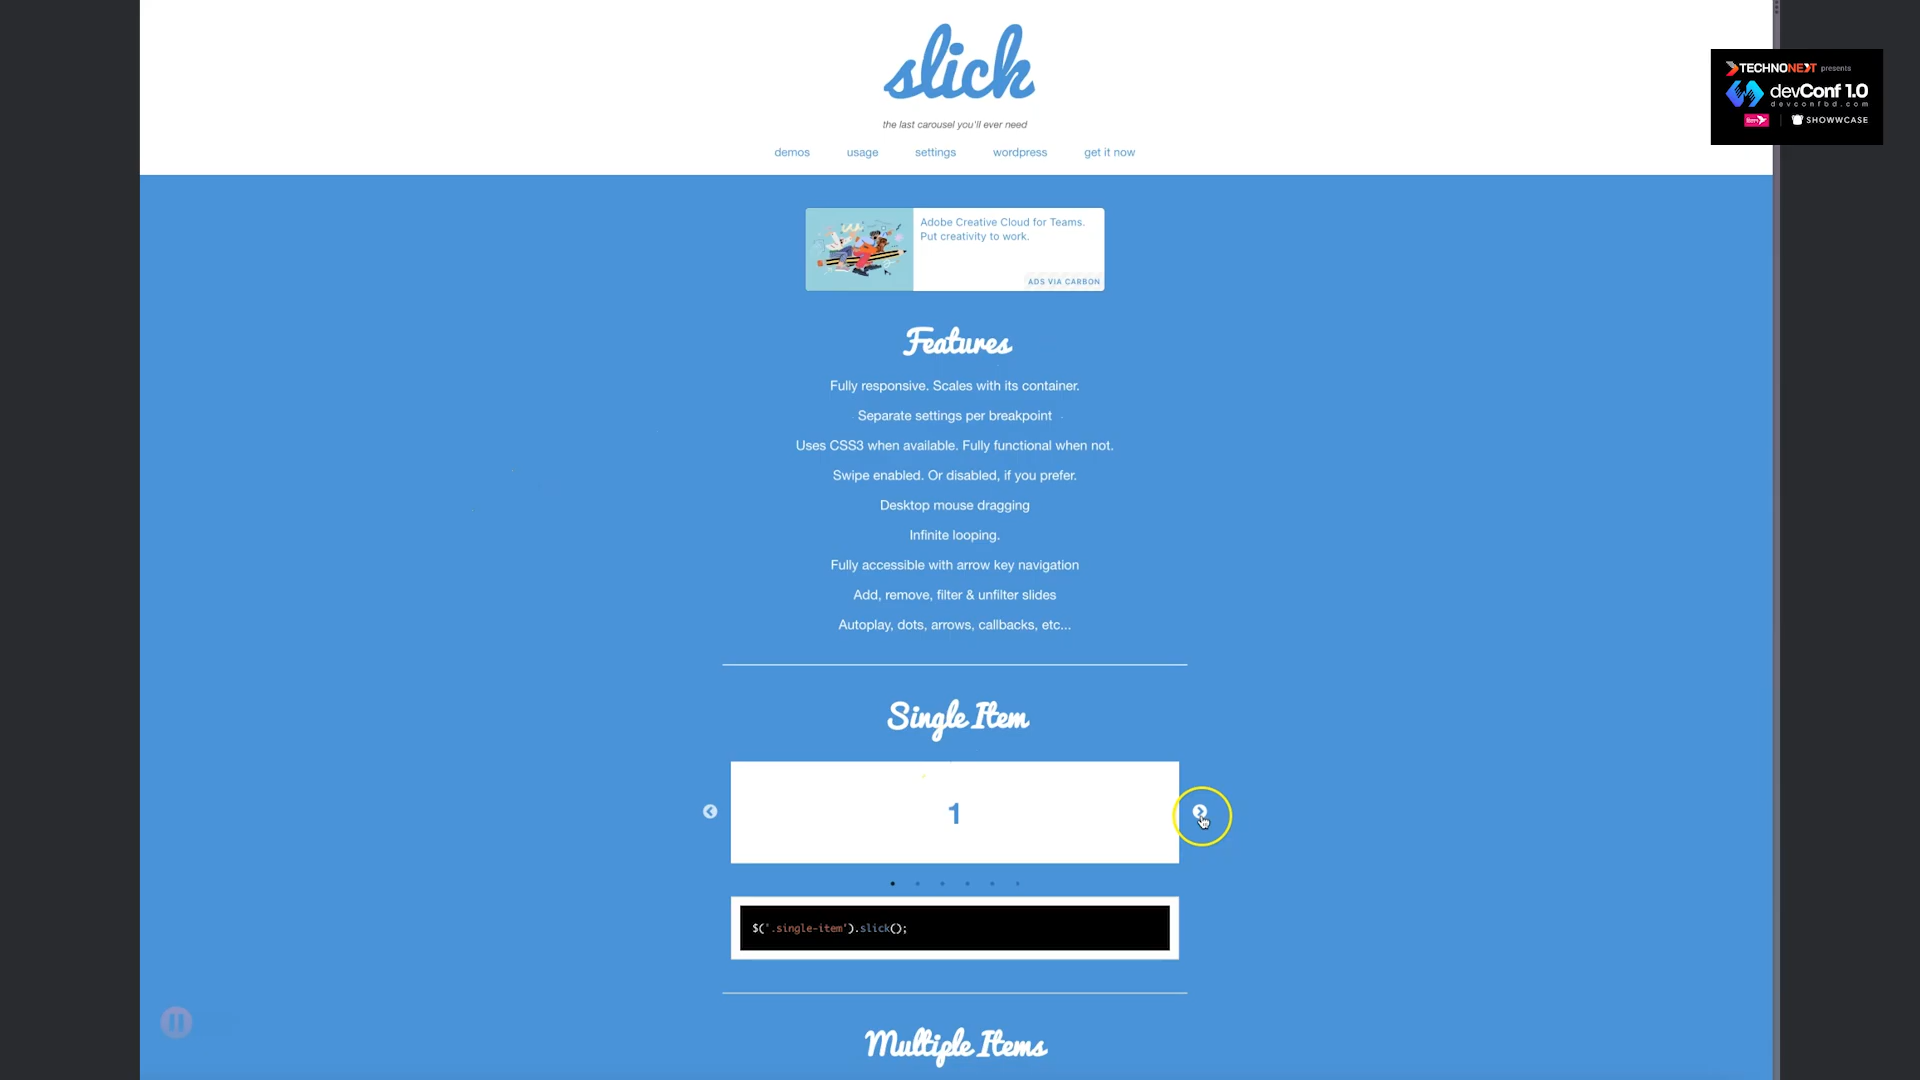 slick
the last carousel you'll ever need
demos usage settings wordpress get it now
TECHNONEXT presents
devConf 1.0
devconfbd.com
SHOWWCASE
Adobe Creative Cloud for Teams.
Put creativity to work.
ADS VIA CARBON
Features
Fully responsive. Scales with its container.
Separate settings per breakpoint
Uses CSS3 when available. Fully functional when not.
Swipe enabled. Or disabled, if you prefer.
Desktop mouse dragging
Infinite looping.
Fully accessible with arrow key navigation
Add, remove, filter & unfilter slides
Autoplay, dots, arrows, callbacks, etc...
Single Item
1
$('.single-item').slick();
Multiple Items